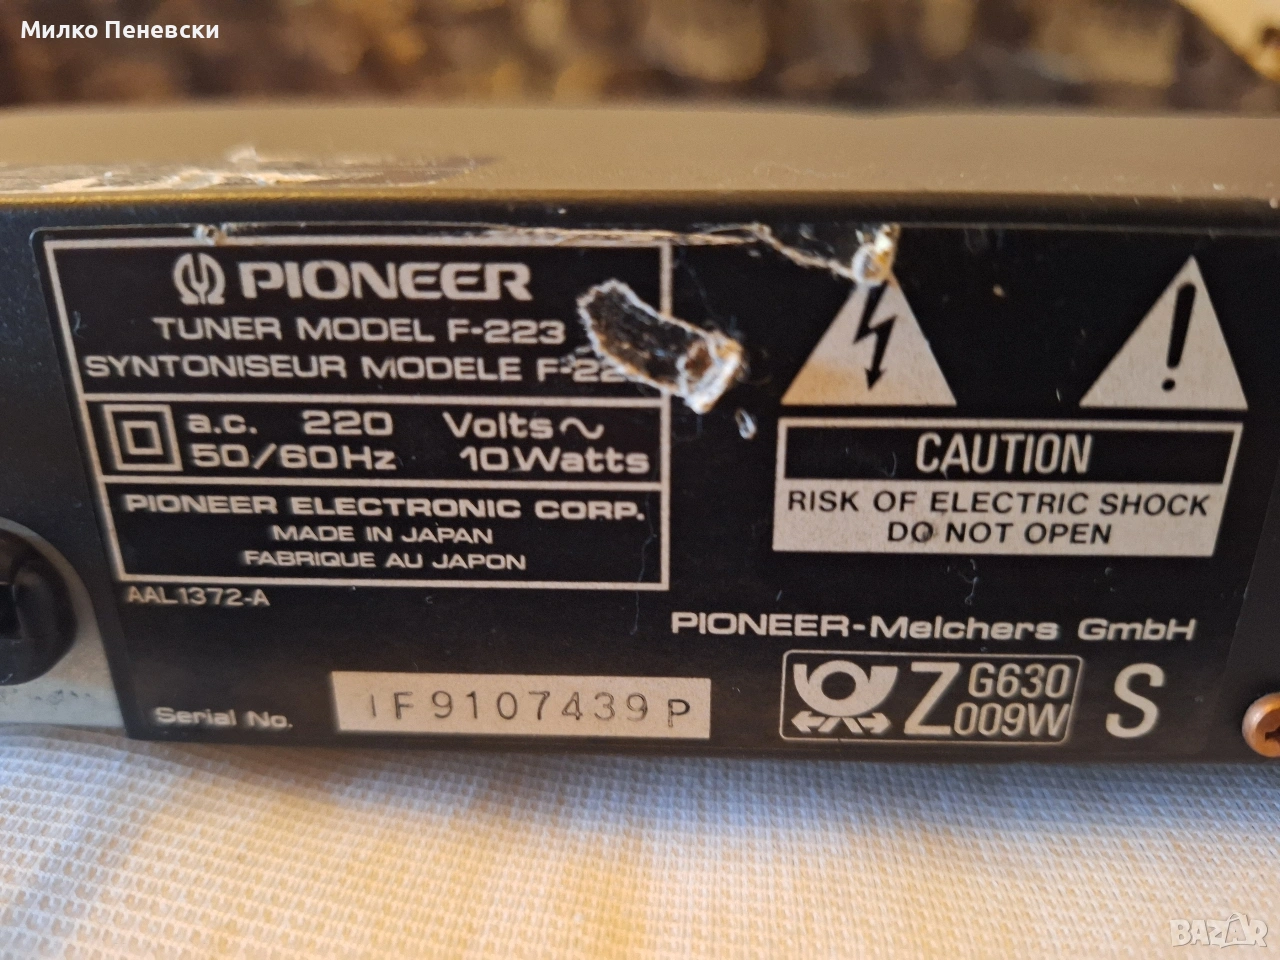 Милко Пеневски
PIONEER
TUNER MODEL F-223
SYNTONISEUR MODELE F-22
a.c. 220 Volts ~
50/60Hz 10Watts
PIONEER ELECTRONIC CORP.
MADE IN JAPAN
FABRIQUE AU JAPON
AAL1372-A
CAUTION
RISK OF ELECTRIC SHOCK
DO NOT OPEN
PIONEER-Melchers GmbH
Serial No. IF9107439P
Z G630
009W S
BAZAR